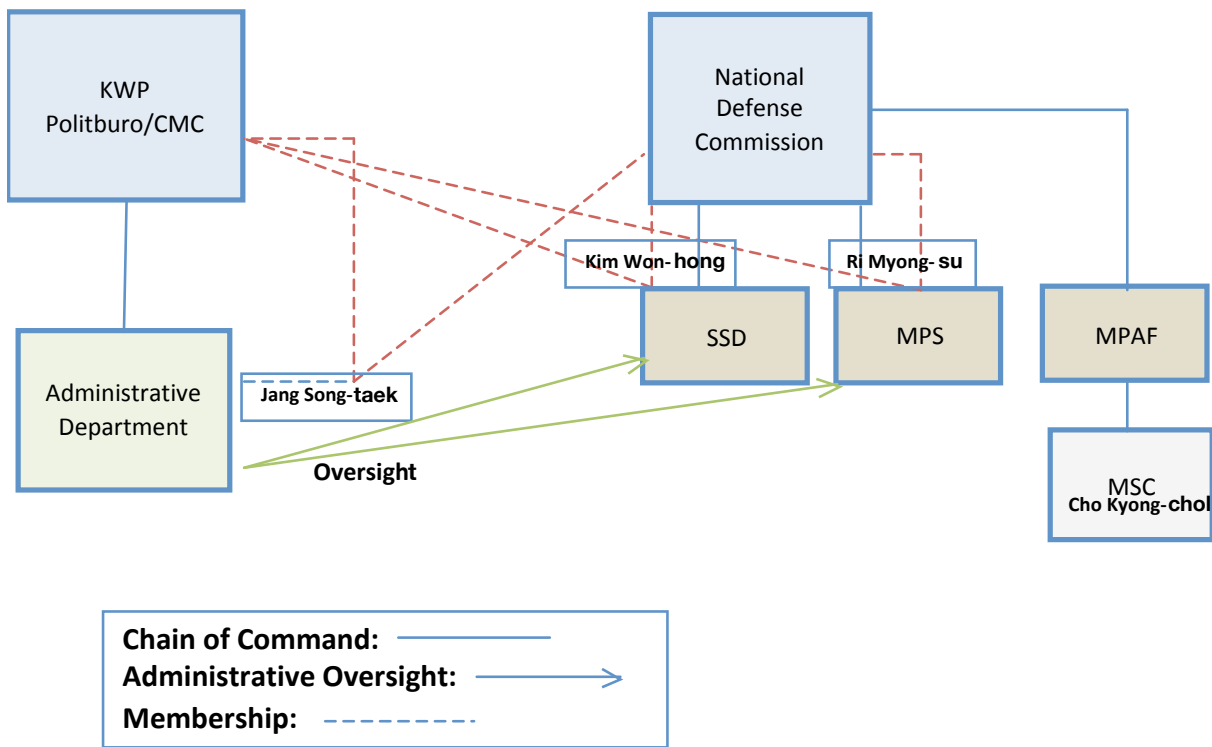 KWP
Politburo/CMC
National
Defense
Commission
Kim Won-hong
Ri Myong-su
SSD
MPS
MPAF
Administrative
Department
Jang Song-taek
Oversight
MSC
Cho Kyong-chol
Chain of Command:
Administrative Oversight:
Membership: